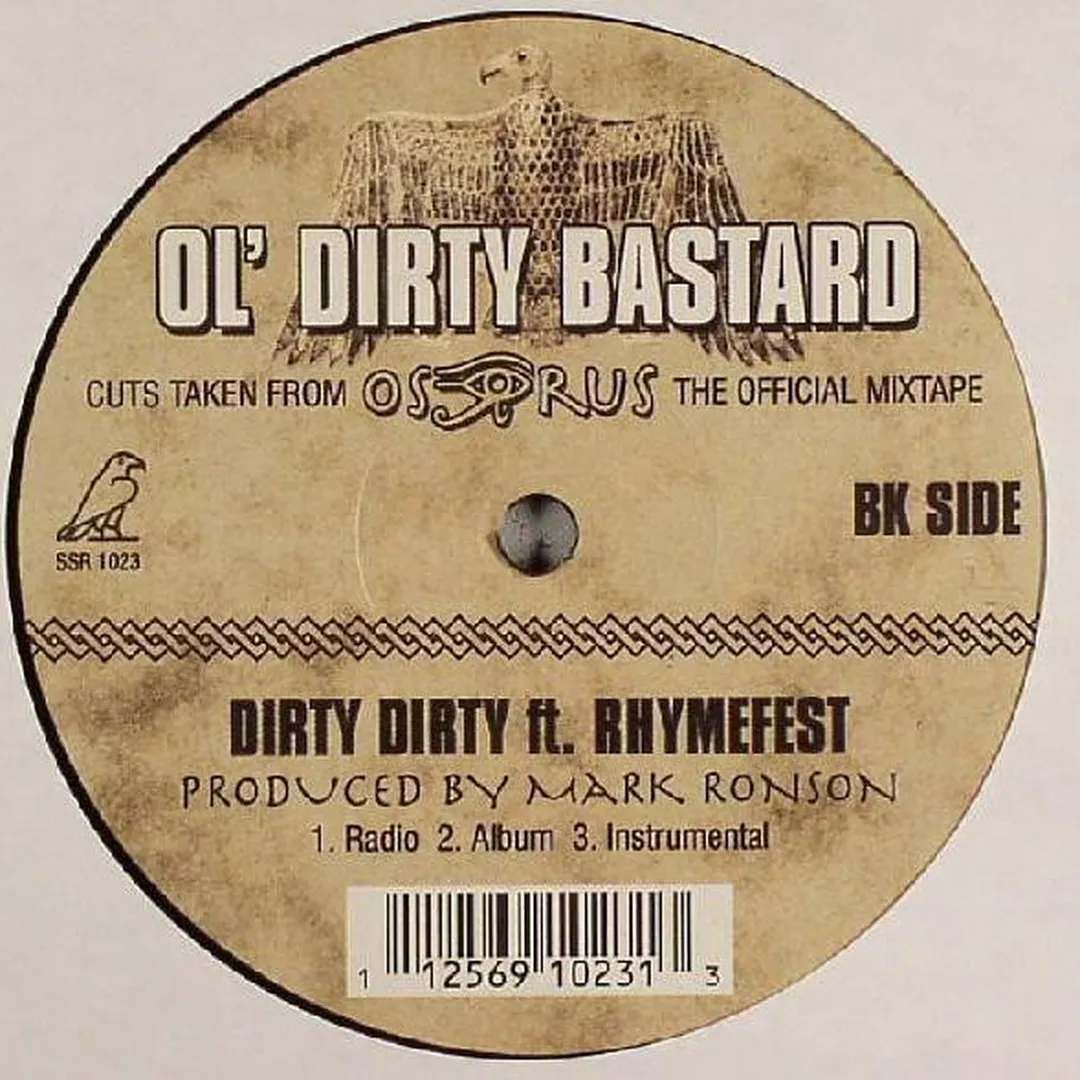 OL' DIRTY BASTARD
CUTS TAKEN FROM OSIRUS THE OFFICIAL MIXTAPE
SSR 1023
BK SIDE
DIRTY DIRTY ft. RHYMEFEST
PRODUCED BY MARK RONSON
1. Radio 2. Album 3. Instrumental
1 12569 10231 3